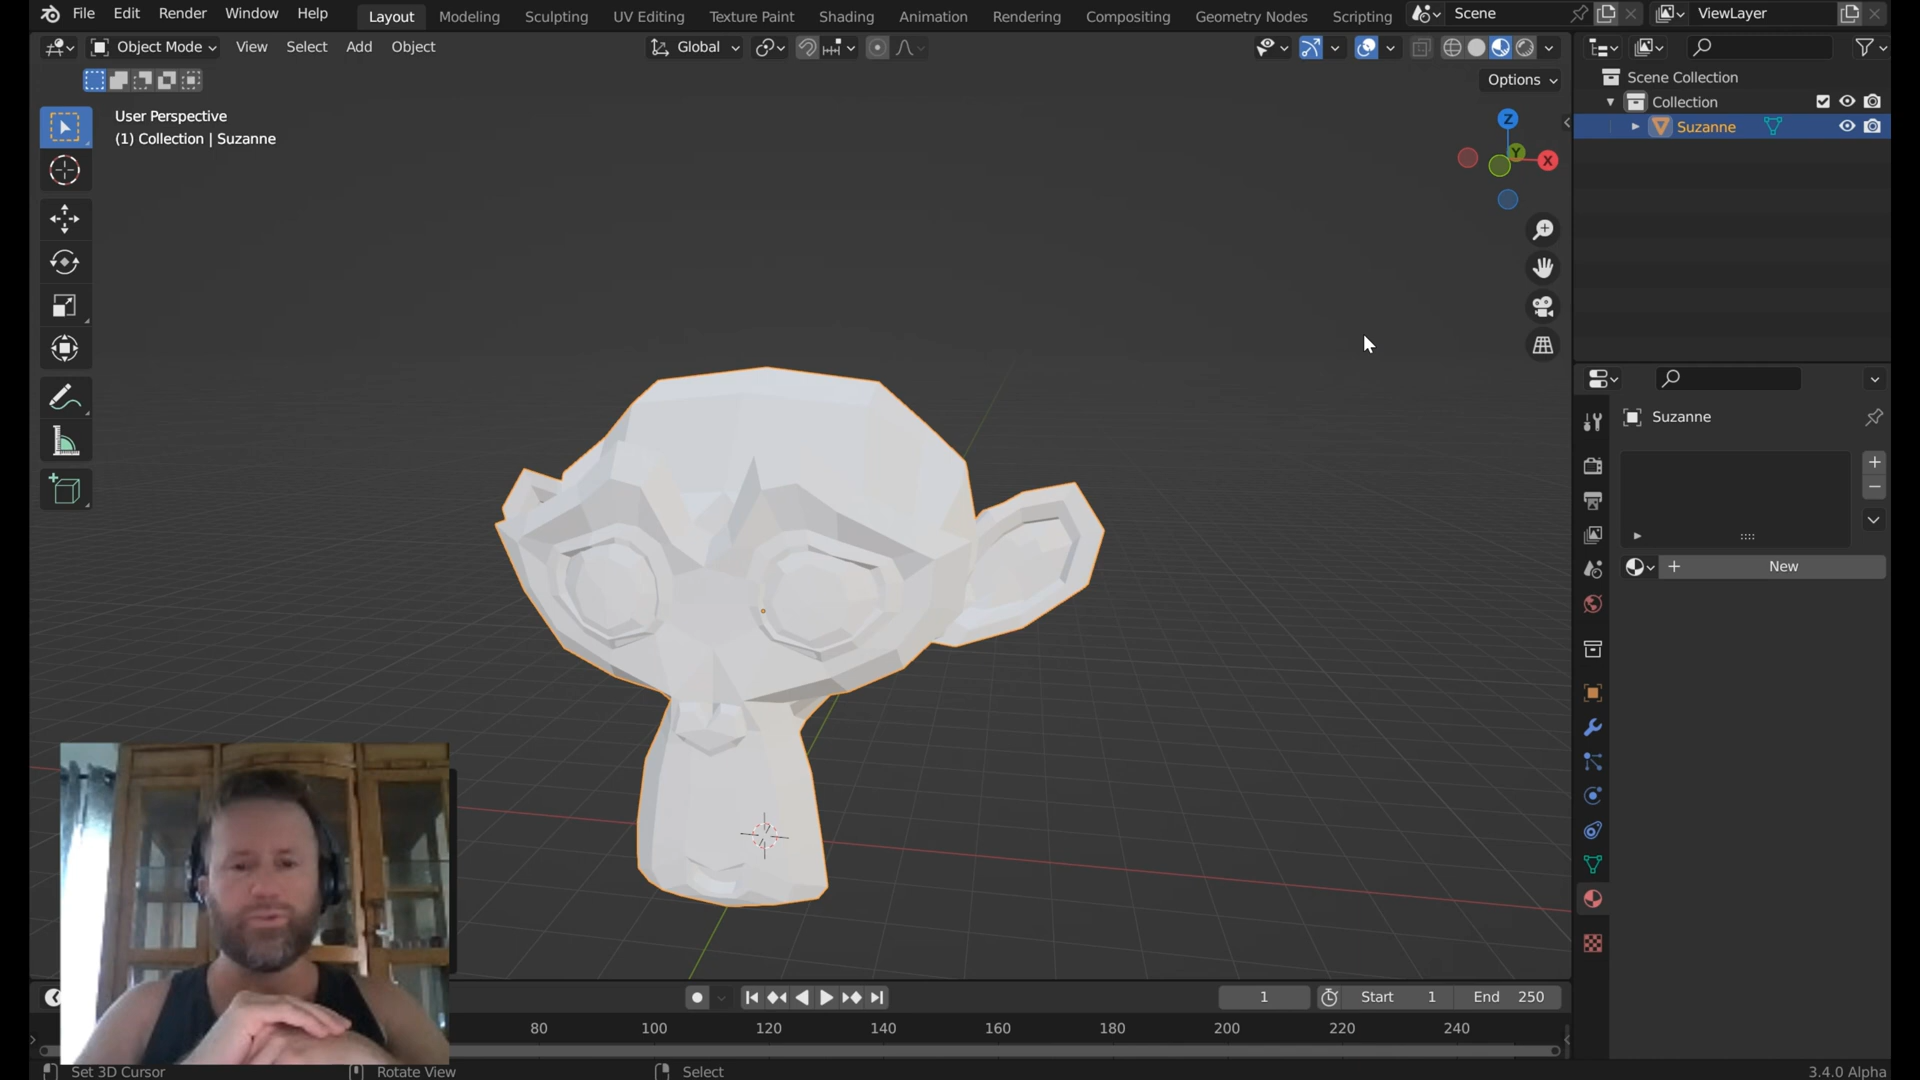 File Edit Render Window Help Layout Modeling Sculpting UV Editing Texture Paint Shading Animation Rendering Compositing Geometry Nodes Scripting Scene ViewLayer
Object Mode View Select Add Object Global
Options
User Perspective
(1) Collection | Suzanne
Z
Y
X
Scene Collection
Collection
Suzanne
Suzanne
New
1 Start 1 End 250
80 100 120 140 160 180 200 220 240
Set 3D Cursor Rotate View Select 3.4.0 Alpha